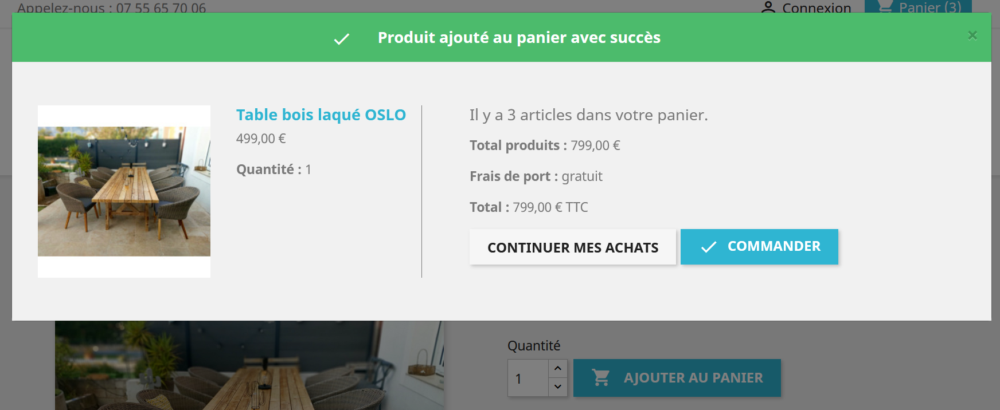 Appelez-nous : 07 55 65 70 06
Connexion
Panier (3)
Produit ajouté au panier avec succès
×
Table bois laqué OSLO
499,00 €
Quantité : 1
Il y a 3 articles dans votre panier.
Total produits : 799,00 €
Frais de port : gratuit
Total : 799,00 € TTC
CONTINUER MES ACHATS
COMMANDER
Quantité
1
AJOUTER AU PANIER